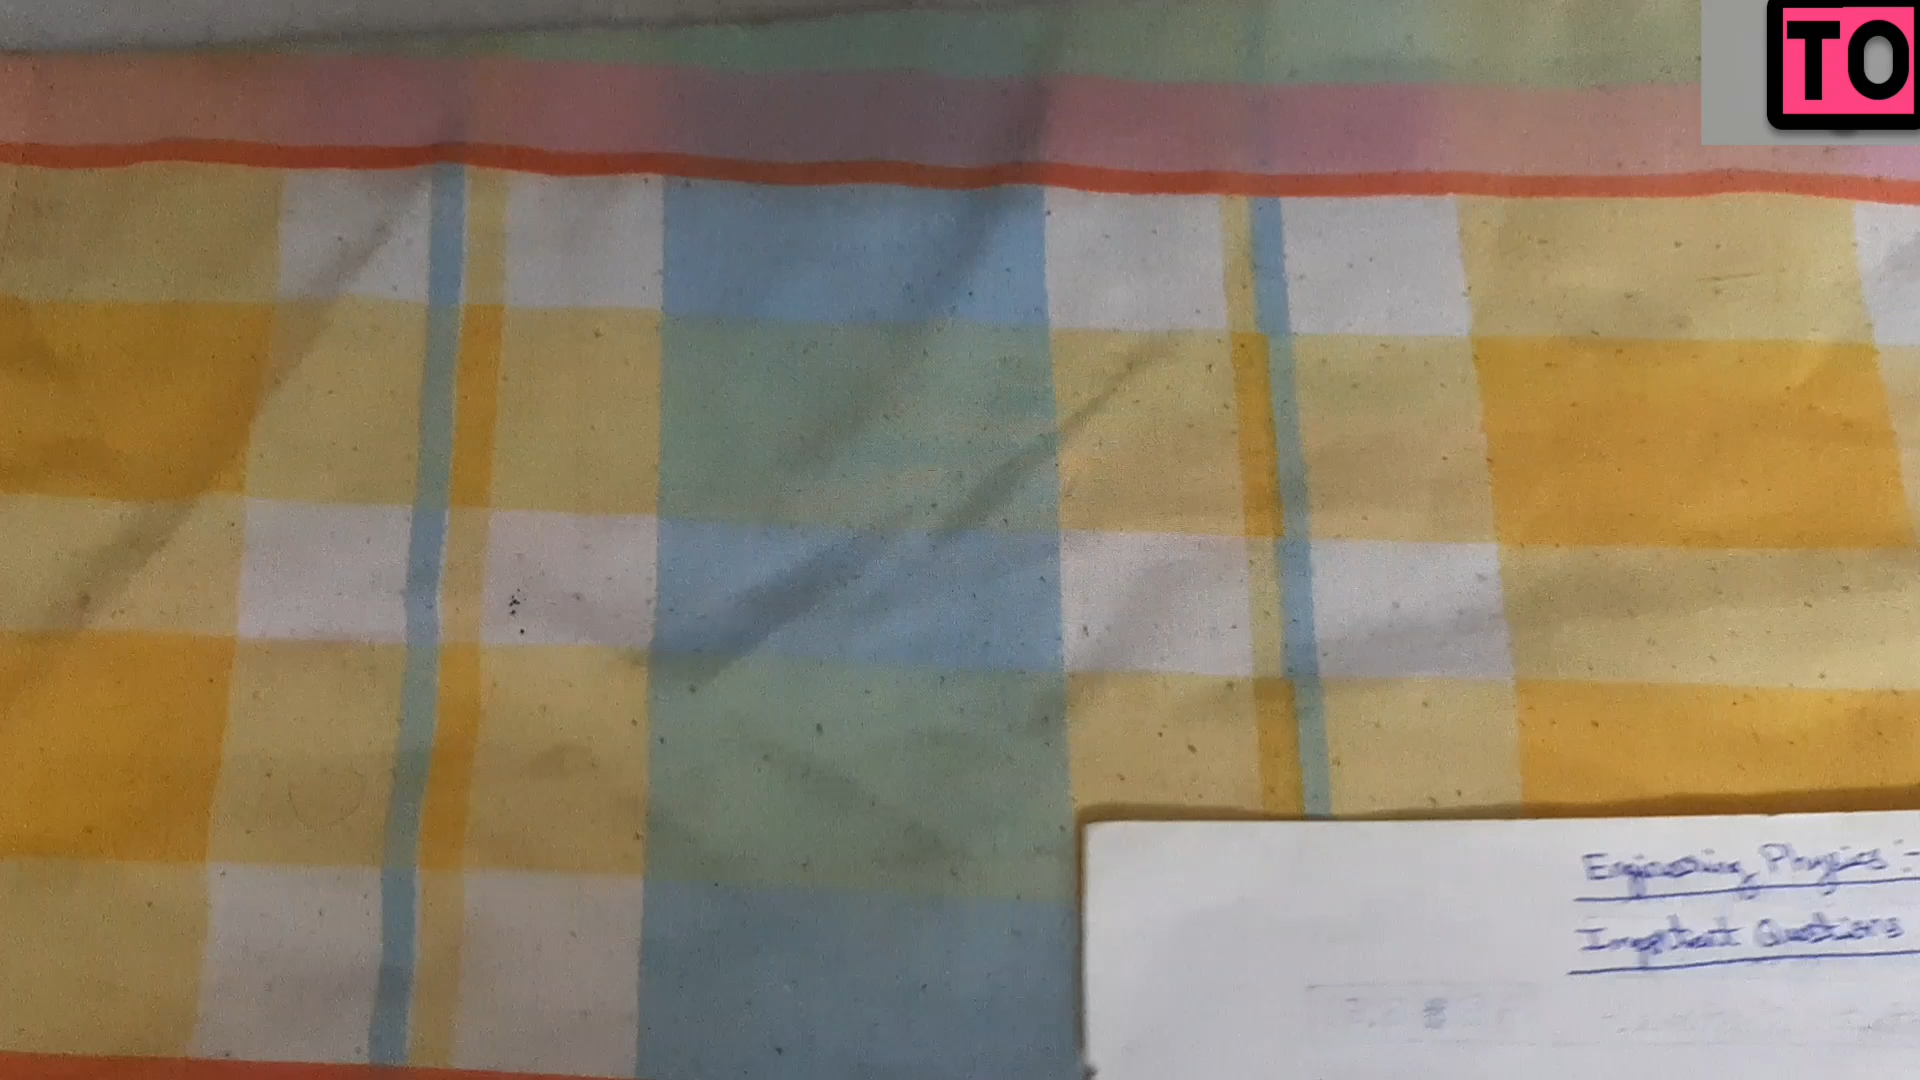 TO
Engineering Physics :-
Important Questions